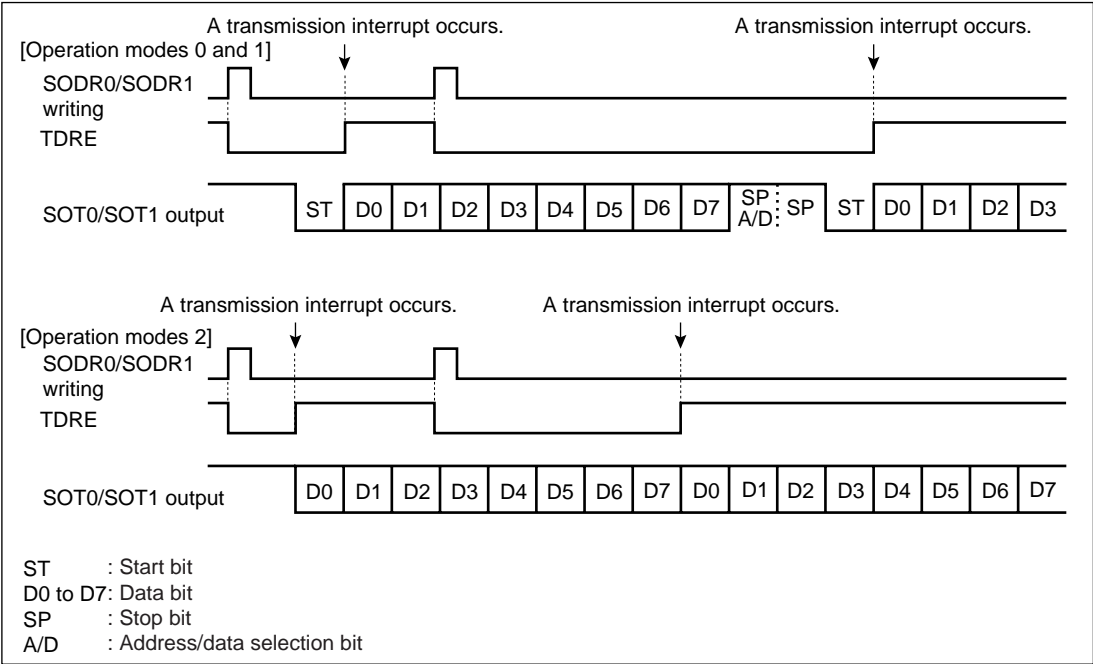 A transmission interrupt occurs. A transmission interrupt occurs.
[Operation modes 0 and 1]
SODR0/SODR1
writing
TDRE
SOT0/SOT1 output ST D0 D1 D2 D3 D4 D5 D6 D7 SP A/D SP ST D0 D1 D2 D3
A transmission interrupt occurs. A transmission interrupt occurs.
[Operation modes 2]
SODR0/SODR1
writing
TDRE
SOT0/SOT1 output D0 D1 D2 D3 D4 D5 D6 D7 D0 D1 D2 D3 D4 D5 D6 D7
ST : Start bit
D0 to D7: Data bit
SP : Stop bit
A/D : Address/data selection bit